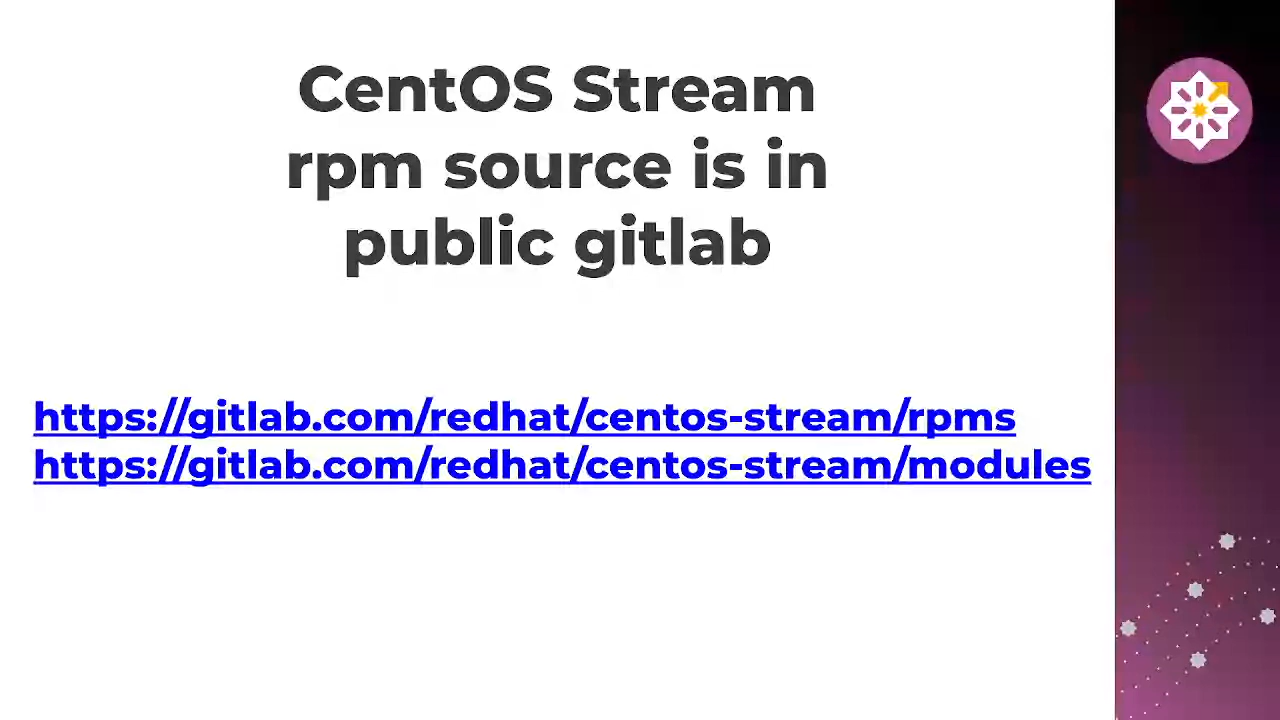 CentOS Stream
rpm source is in
public gitlab
https://gitlab.com/redhat/centos-stream/rpms
https://gitlab.com/redhat/centos-stream/modules